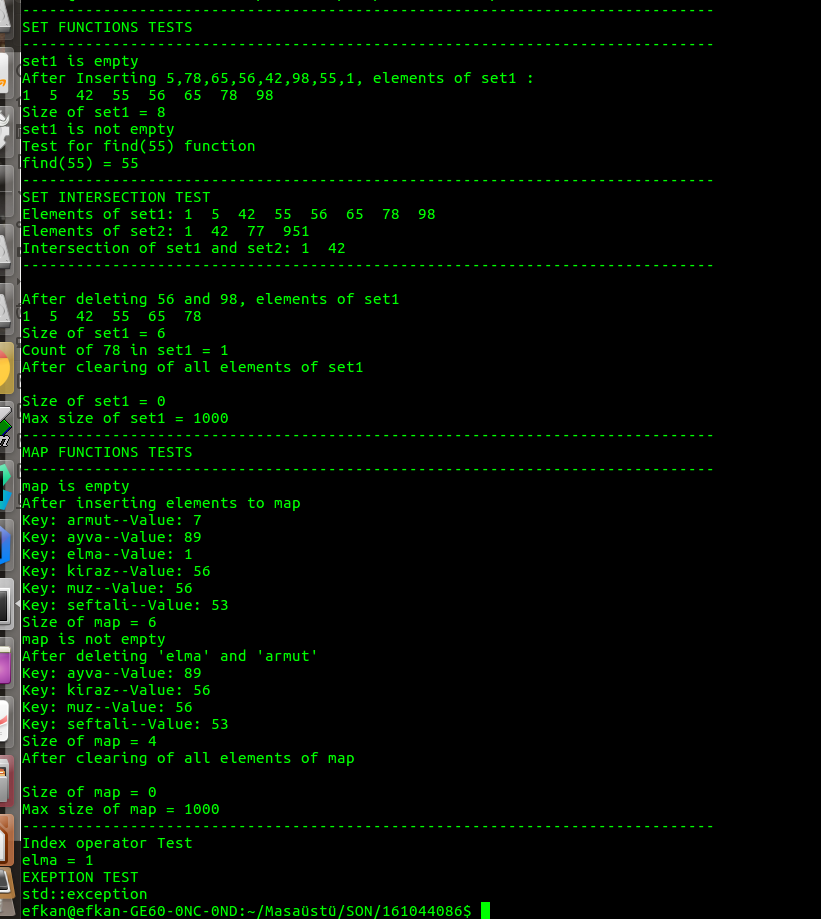 ---------------------------------------------------------------------------
SET FUNCTIONS TESTS
---------------------------------------------------------------------------
set1 is empty
After Inserting 5,78,65,56,42,98,55,1, elements of set1 :
1  5  42  55  56  65  78  98
Size of set1 = 8
set1 is not empty
Test for find(55) function
find(55) = 55
---------------------------------------------------------------------------
SET INTERSECTION TEST
Elements of set1: 1  5  42  55  56  65  78  98
Elements of set2: 1  42  77  951
Intersection of set1 and set2: 1  42
---------------------------------------------------------------------------
After deleting 56 and 98, elements of set1
1  5  42  55  65  78
Size of set1 = 6
Count of 78 in set1 = 1
After clearing of all elements of set1
Size of set1 = 0
Max size of set1 = 1000
---------------------------------------------------------------------------
MAP FUNCTIONS TESTS
---------------------------------------------------------------------------
map is empty
After inserting elements to map
Key: armut--Value: 7
Key: ayva--Value: 89
Key: elma--Value: 1
Key: kiraz--Value: 56
Key: muz--Value: 56
Key: seftali--Value: 53
Size of map = 6
map is not empty
After deleting 'elma' and 'armut'
Key: ayva--Value: 89
Key: kiraz--Value: 56
Key: muz--Value: 56
Key: seftali--Value: 53
Size of map = 4
After clearing of all elements of map
Size of map = 0
Max size of map = 1000
---------------------------------------------------------------------------
Index operator Test
elma = 1
EXEPTION TEST
std::exception
efkan@efkan-GE60-0NC-0ND:~/Masaüstü/SON/161044086$